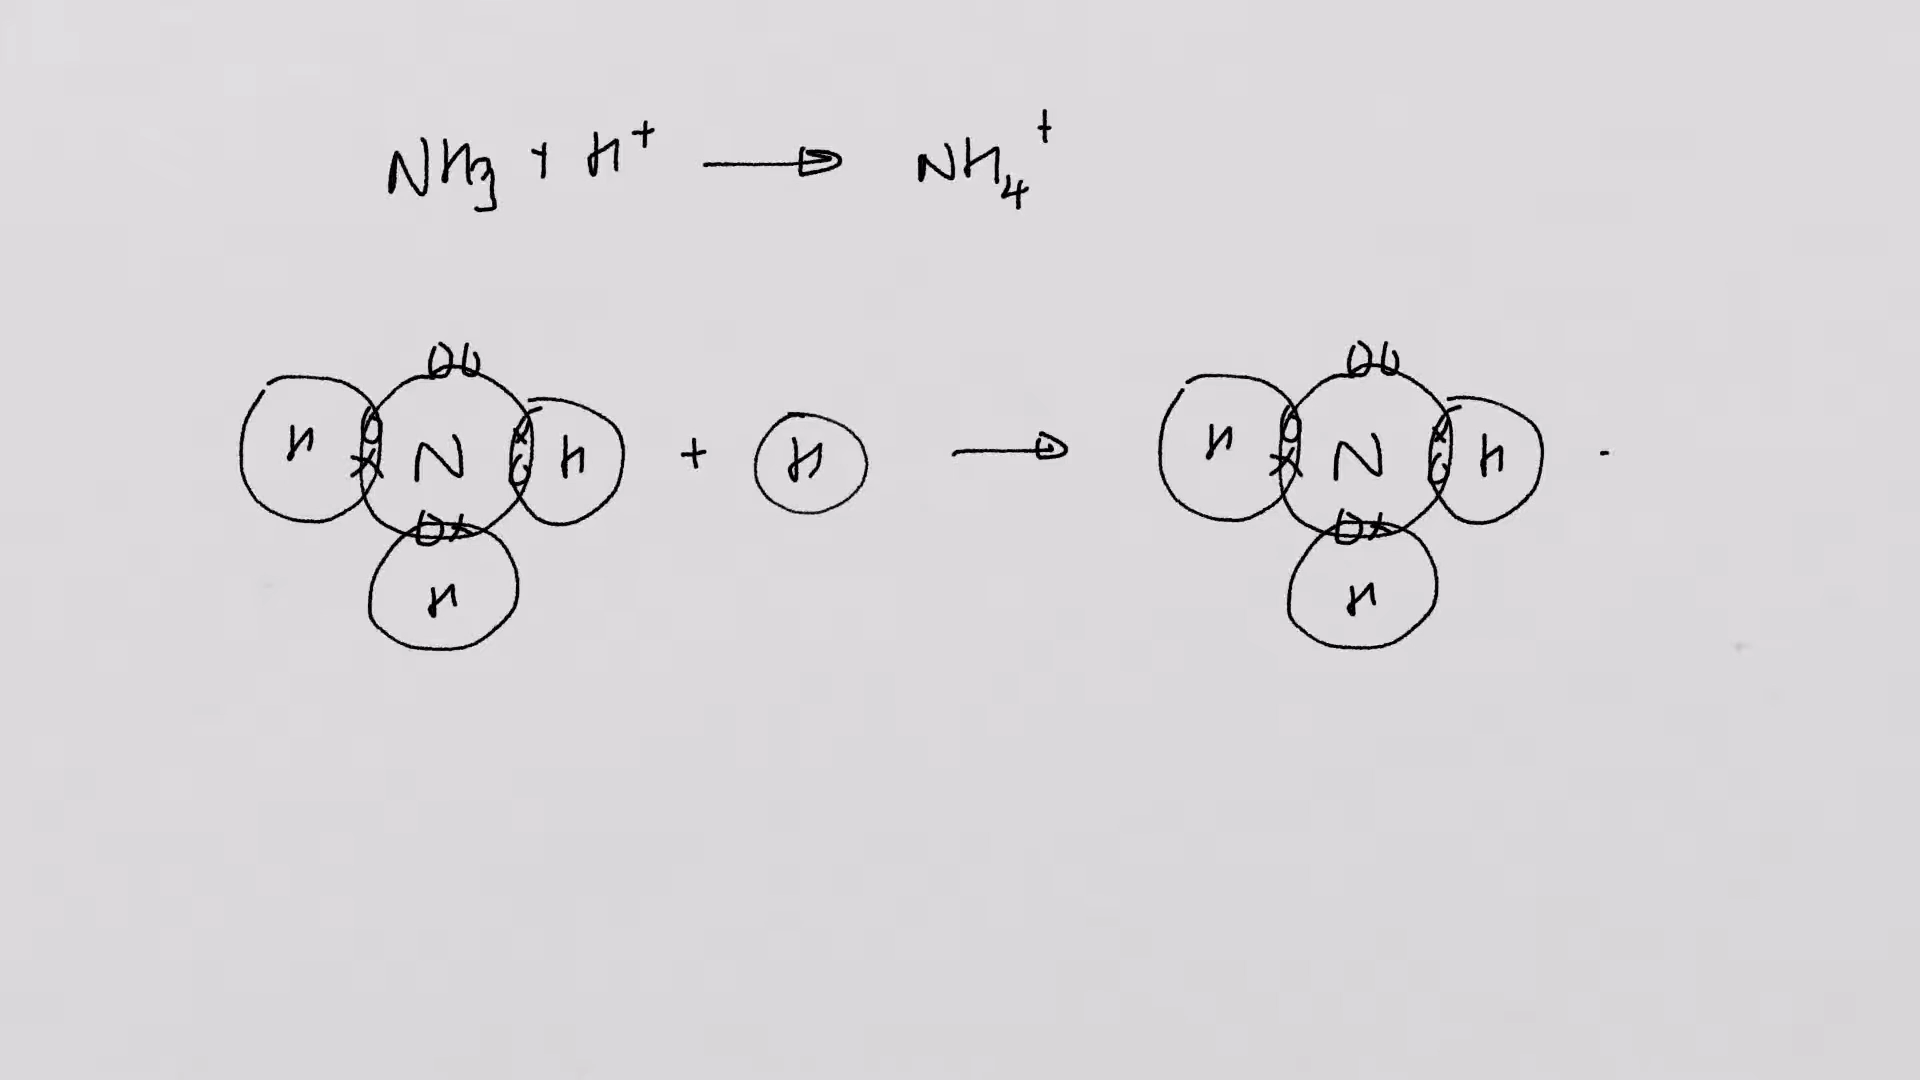 NH3 + H+ → NH4+
H N H + H → H N H
H H